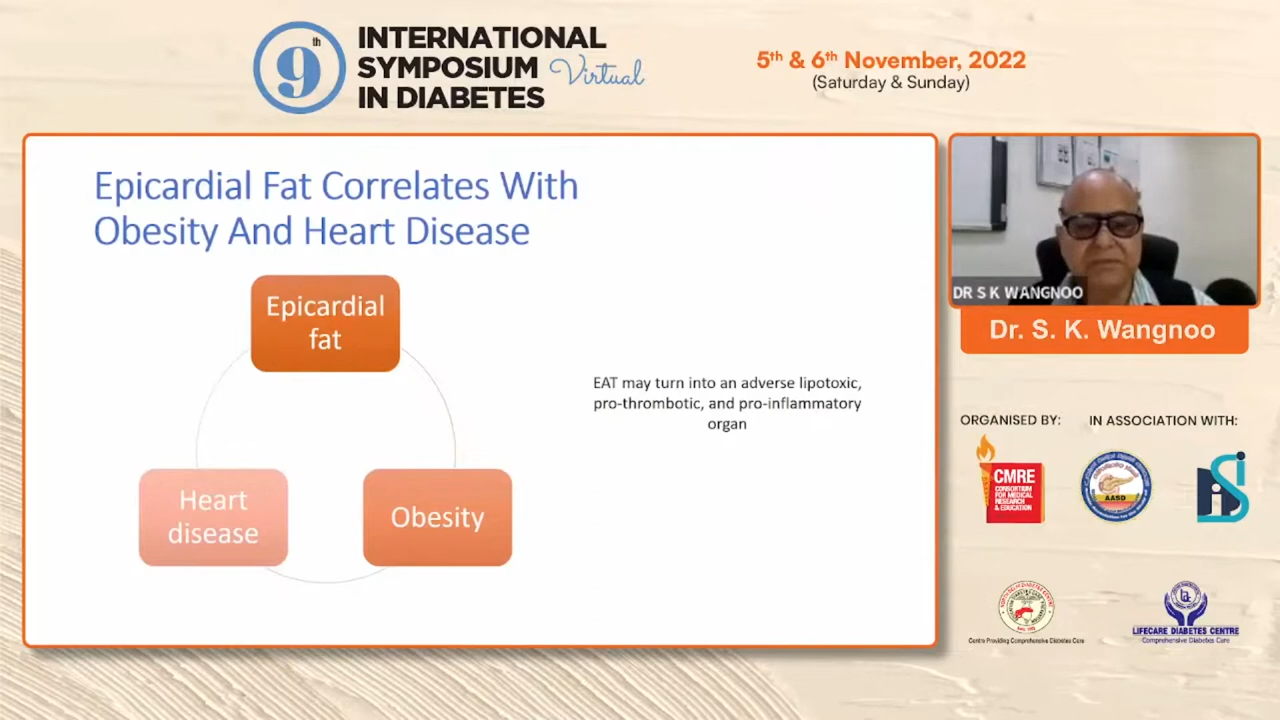 9th
INTERNATIONAL
SYMPOSIUM Virtual
IN DIABETES
5th & 6th November, 2022
(Saturday & Sunday)
Epicardial Fat Correlates With
Obesity And Heart Disease
Epicardial
fat
Heart
disease
Obesity
EAT may turn into an adverse lipotoxic,
pro-thrombotic, and pro-inflammatory
organ
DR S K WANGNOO
Dr. S. K. Wangnoo
ORGANISED BY:
IN ASSOCIATION WITH:
CMRE
CONSORTIUM
FOR MEDICAL
RESEARCH
& EDUCATION
AASD
Centre Providing Comprehensive Diabetes Care
LIFECARE DIABETES CENTRE
Comprehensive Diabetes Care